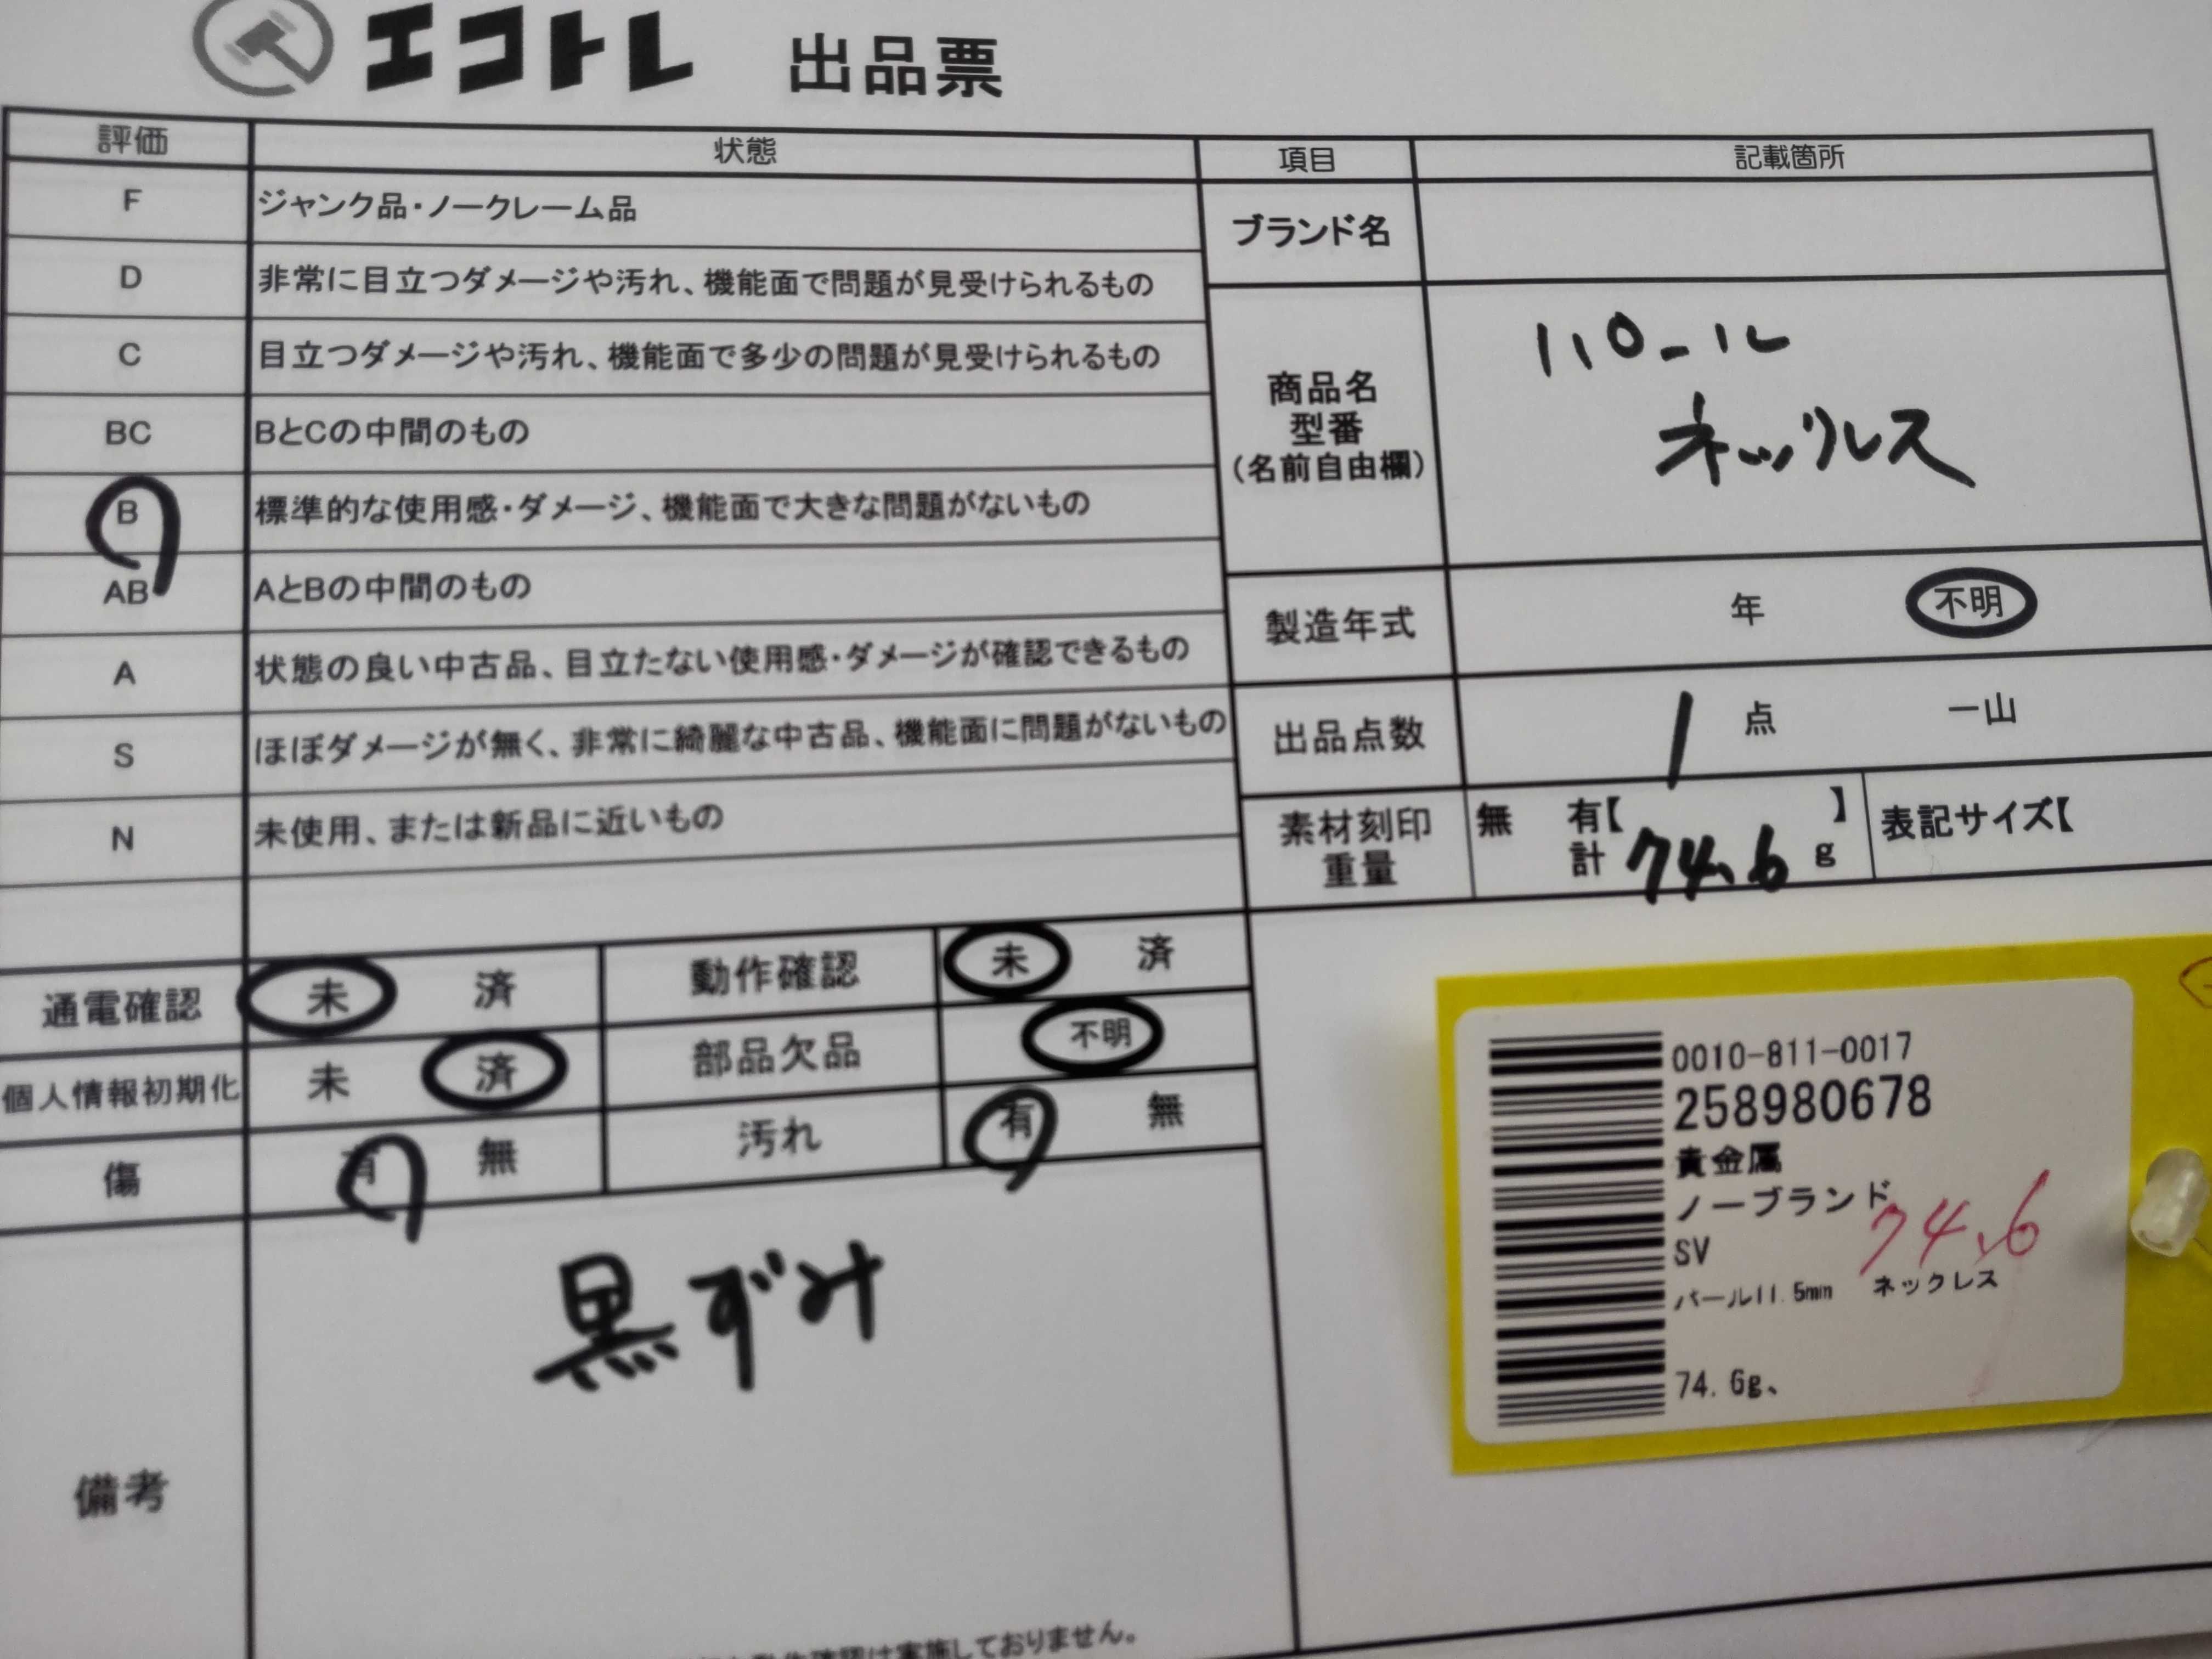 エコトレ 出品票
評価 状態 項目 記載箇所
F ジャンク品・ノークレーム品
D 非常に目立つダメージや汚れ、機能面で問題が見受けられるもの
C 目立つダメージや汚れ、機能面で多少の問題が見受けられるもの
BC BとCの中間のもの
B 標準的な使用感・ダメージ、機能面で大きな問題がないもの
AB AとBの中間のもの
A 状態の良い中古品、目立たない使用感・ダメージが確認できるもの
S ほぼダメージが無く、非常に綺麗な中古品、機能面に問題がないもの
N 未使用、または新品に近いもの
ブランド名
商品名
型番
(名前自由欄)
パロール
ネックレス
製造年式 年 不明
出品点数 1 点 一山
素材刻印
重量
無 有【 】
計 74.6 g
表記サイズ【
通電確認 未 済 動作確認 未 済
個人情報初期化 未 済 部品欠品 不明
傷 有 無 汚れ 有 無
備考
黒ずみ
動作確認は実施しておりません。
0010-811-0017
258980678
貴金属
ノーブランド
SV
74.6
パール11.5mm ネックレス
74.6g、